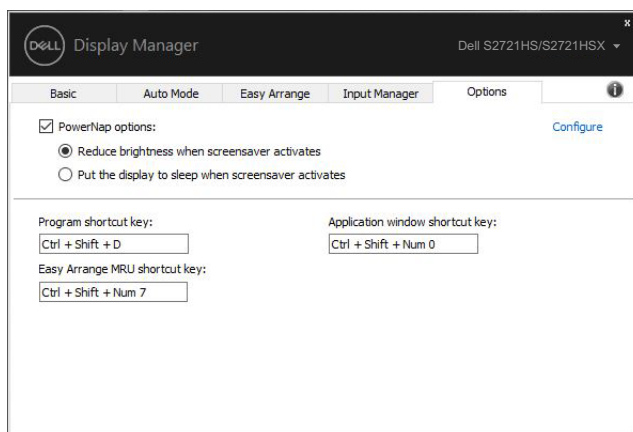 x
DELL Display Manager
Dell S2721HS/S2721HSX
Basic Auto Mode Easy Arrange Input Manager Options i
PowerNap options: Configure
Reduce brightness when screensaver activates
Put the display to sleep when screensaver activates
Program shortcut key: Application window shortcut key:
Ctrl + Shift + D Ctrl + Shift + Num 0
Easy Arrange MRU shortcut key:
Ctrl + Shift + Num 7